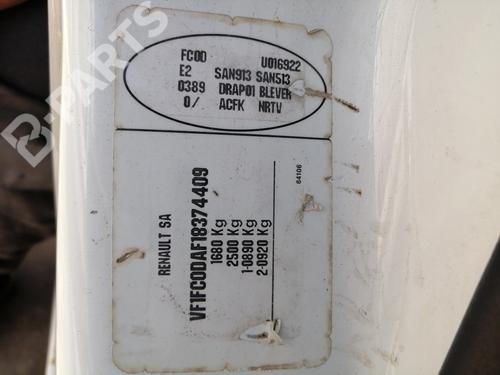 FC0D U016922
E2 SAN913 SAN513
0389 DRAP01 BLEVER
0/ ACFK NRTV
64106
RENAULT SA
VF1FC0DAF18374409
1680 Kg
2500 Kg
1-0890 Kg
2-0920 Kg
B-PARTS